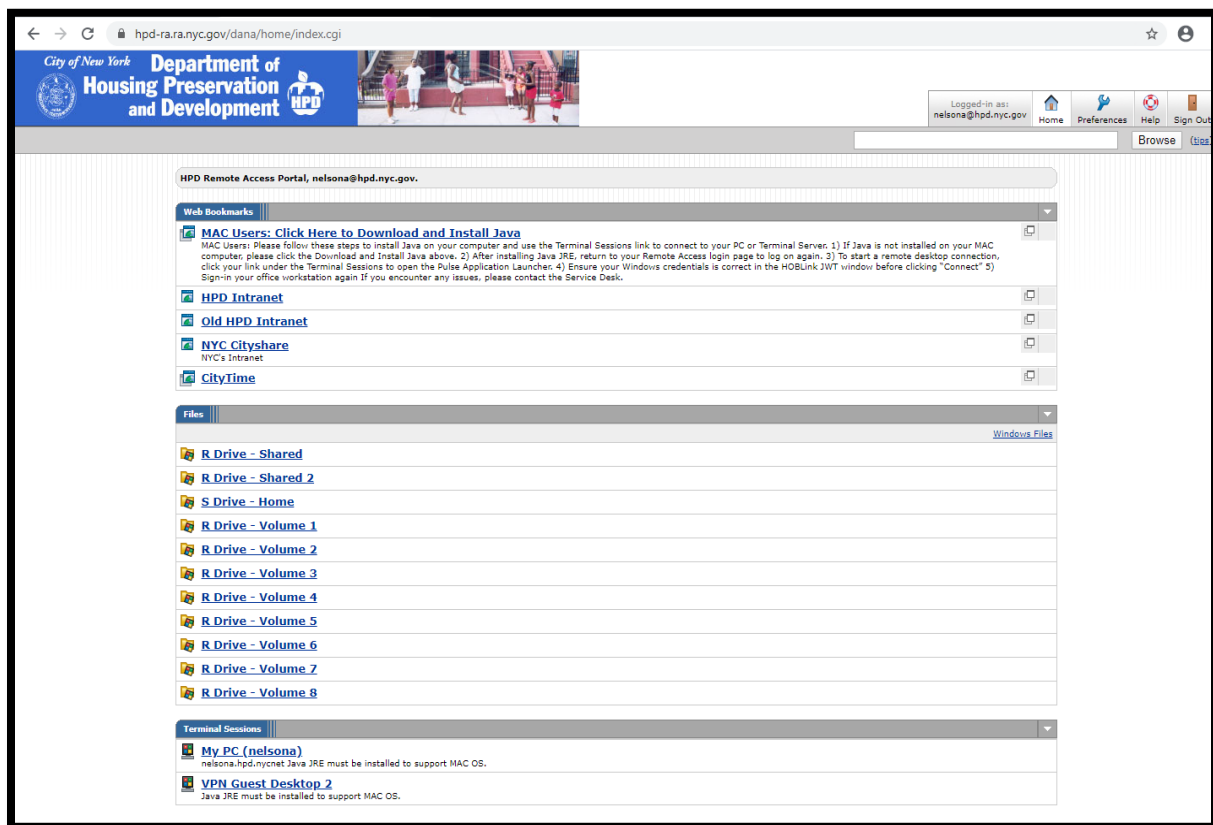 hpd-ra.ra.nyc.gov/dana/home/index.cgi
City of New York Department of
Housing Preservation
and Development
HPD
Logged-in as:
nelsona@hpd.nyc.gov
Home
Preferences
Help
Sign Out
Browse
(tips)
HPD Remote Access Portal, nelsona@hpd.nyc.gov.
Web Bookmarks
MAC Users: Click Here to Download and Install Java
MAC Users: Please follow these steps to install Java on your computer and use the Terminal Sessions link to connect to your PC or Terminal Server. 1) If Java is not installed on your MAC
computer, please click the Download and Install Java above. 2) After installing Java JRE, return to your Remote Access login page to log on again. 3) To start a remote desktop connection,
click your link under the Terminal Sessions to open the Pulse Application Launcher. 4) Ensure your Windows credentials is correct in the HOBLink JWT window before clicking "Connect" 5)
Sign-in your office workstation again If you encounter any issues, please contact the Service Desk.
HPD Intranet
Old HPD Intranet
NYC Cityshare
NYC's Intranet
CityTime
Files
Windows Files
R Drive - Shared
R Drive - Shared 2
S Drive - Home
R Drive - Volume 1
R Drive - Volume 2
R Drive - Volume 3
R Drive - Volume 4
R Drive - Volume 5
R Drive - Volume 6
R Drive - Volume 7
R Drive - Volume 8
Terminal Sessions
My PC (nelsona)
nelsona.hpd.nycnet Java JRE must be installed to support MAC OS.
VPN Guest Desktop 2
Java JRE must be installed to support MAC OS.